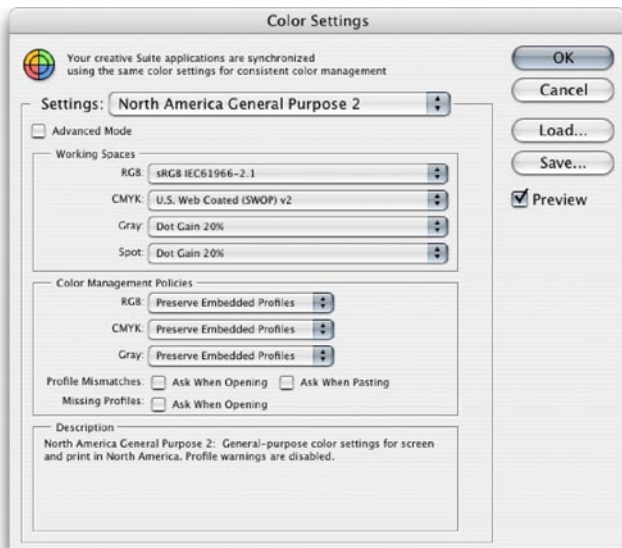 Color Settings
Your creative Suite applications are synchronized
using the same color settings for consistent color management
OK
Cancel
Load...
Save...
Preview
Settings: North America General Purpose 2
Advanced Mode
Working Spaces
RGB: sRGB IEC61966-2.1
CMYK: U.S. Web Coated (SWOP) v2
Gray: Dot Gain 20%
Spot: Dot Gain 20%
Color Management Policies
RGB: Preserve Embedded Profiles
CMYK: Preserve Embedded Profiles
Gray: Preserve Embedded Profiles
Profile Mismatches: Ask When Opening Ask When Pasting
Missing Profiles: Ask When Opening
Description
North America General Purpose 2: General-purpose color settings for screen
and print in North America. Profile warnings are disabled.